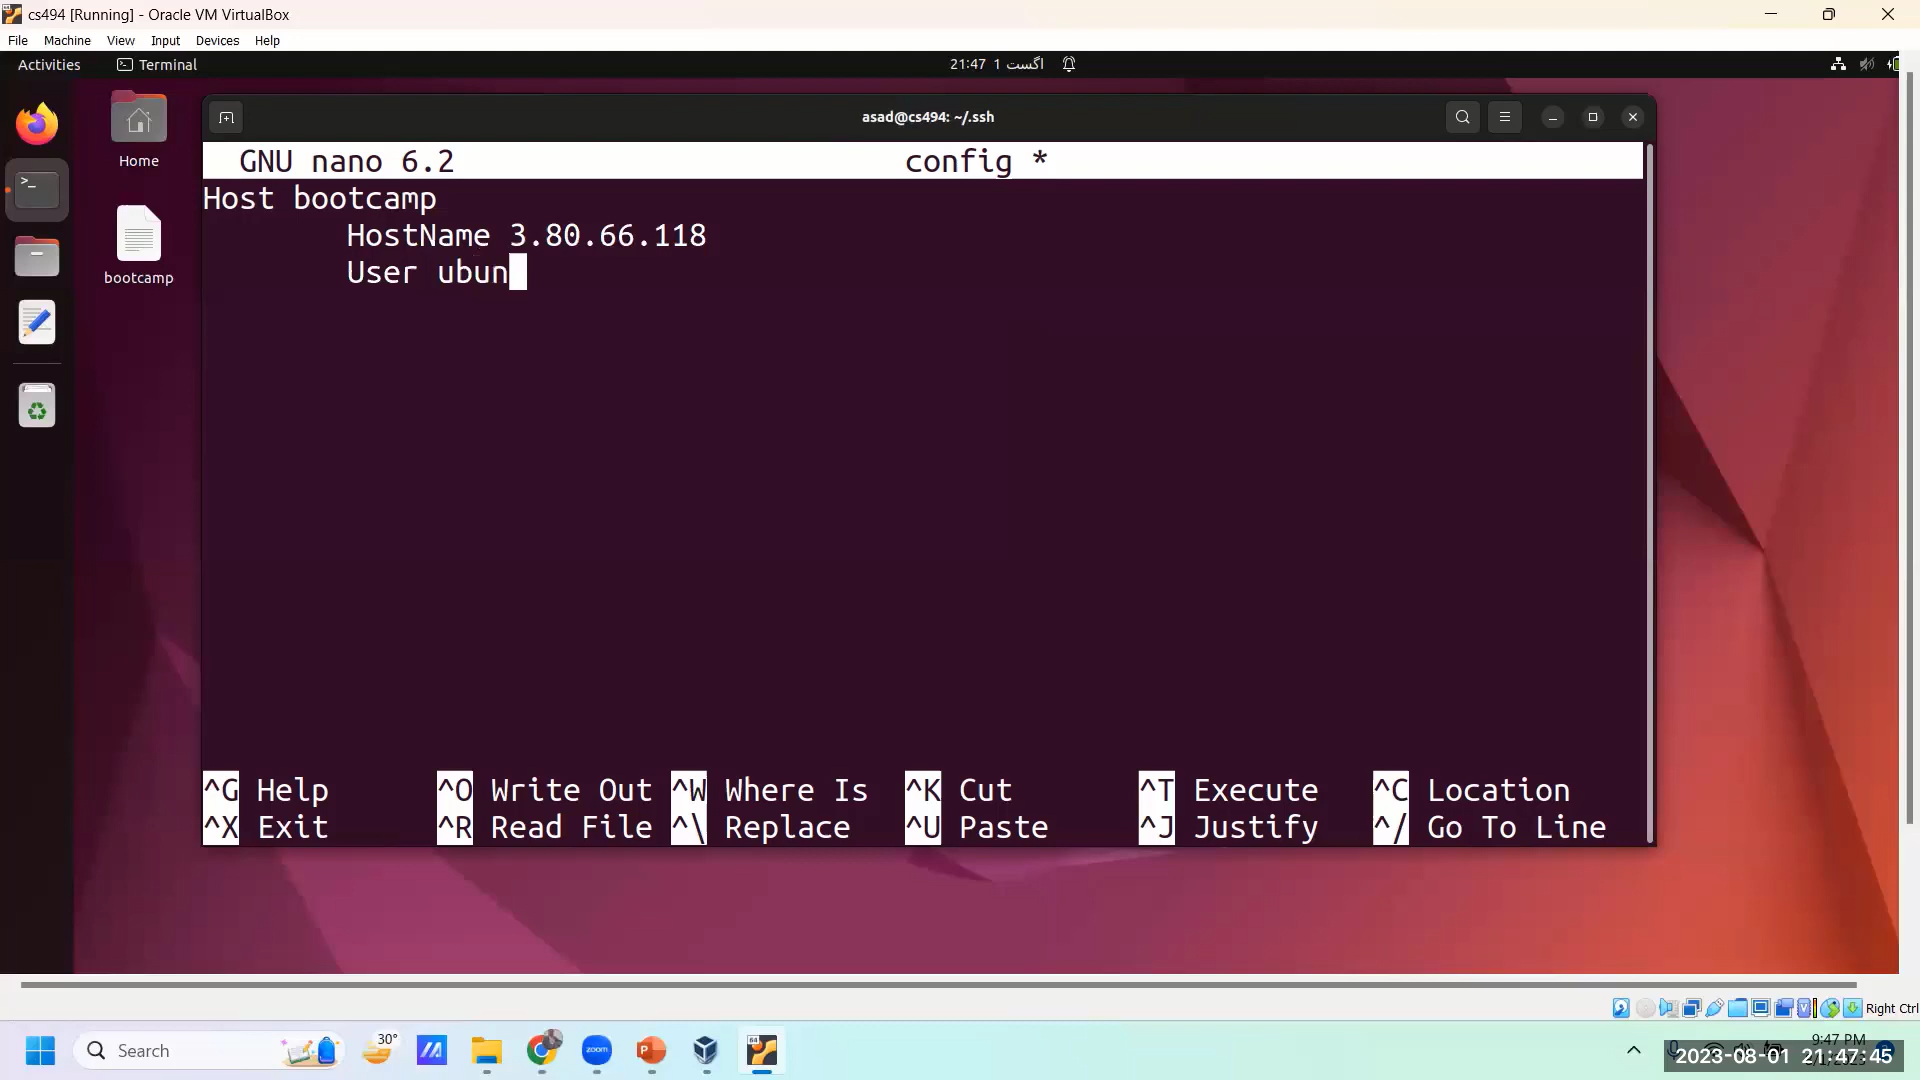 cs494 [Running] - Oracle VM VirtualBox
File Machine View Input Devices Help
Activities Terminal 21:47 1 اگست
Home
bootcamp
asad@cs494: ~/.ssh
GNU nano 6.2 config *
Host bootcamp
HostName 3.80.66.118
User ubun
^G Help ^O Write Out ^W Where Is ^K Cut ^T Execute ^C Location
^X Exit ^R Read File ^\ Replace ^U Paste ^J Justify ^/ Go To Line
Right Ctrl
Search 30° zoom 9:47 PM
2023-08-01 21:47:45